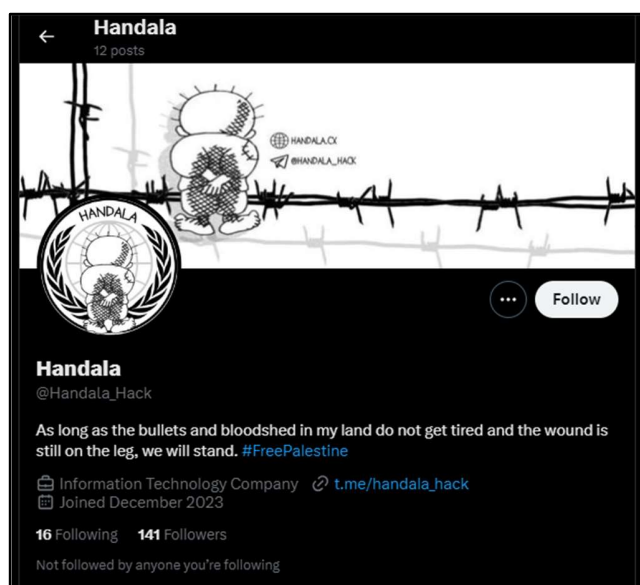 Handala
12 posts
HANDALA.CX
@HANDALA_HACK
HANDALA
Follow
Handala
@Handala_Hack
As long as the bullets and bloodshed in my land do not get tired and the wound is
still on the leg, we will stand. #FreePalestine
Information Technology Company t.me/handala_hack
Joined December 2023
16 Following 141 Followers
Not followed by anyone you're following